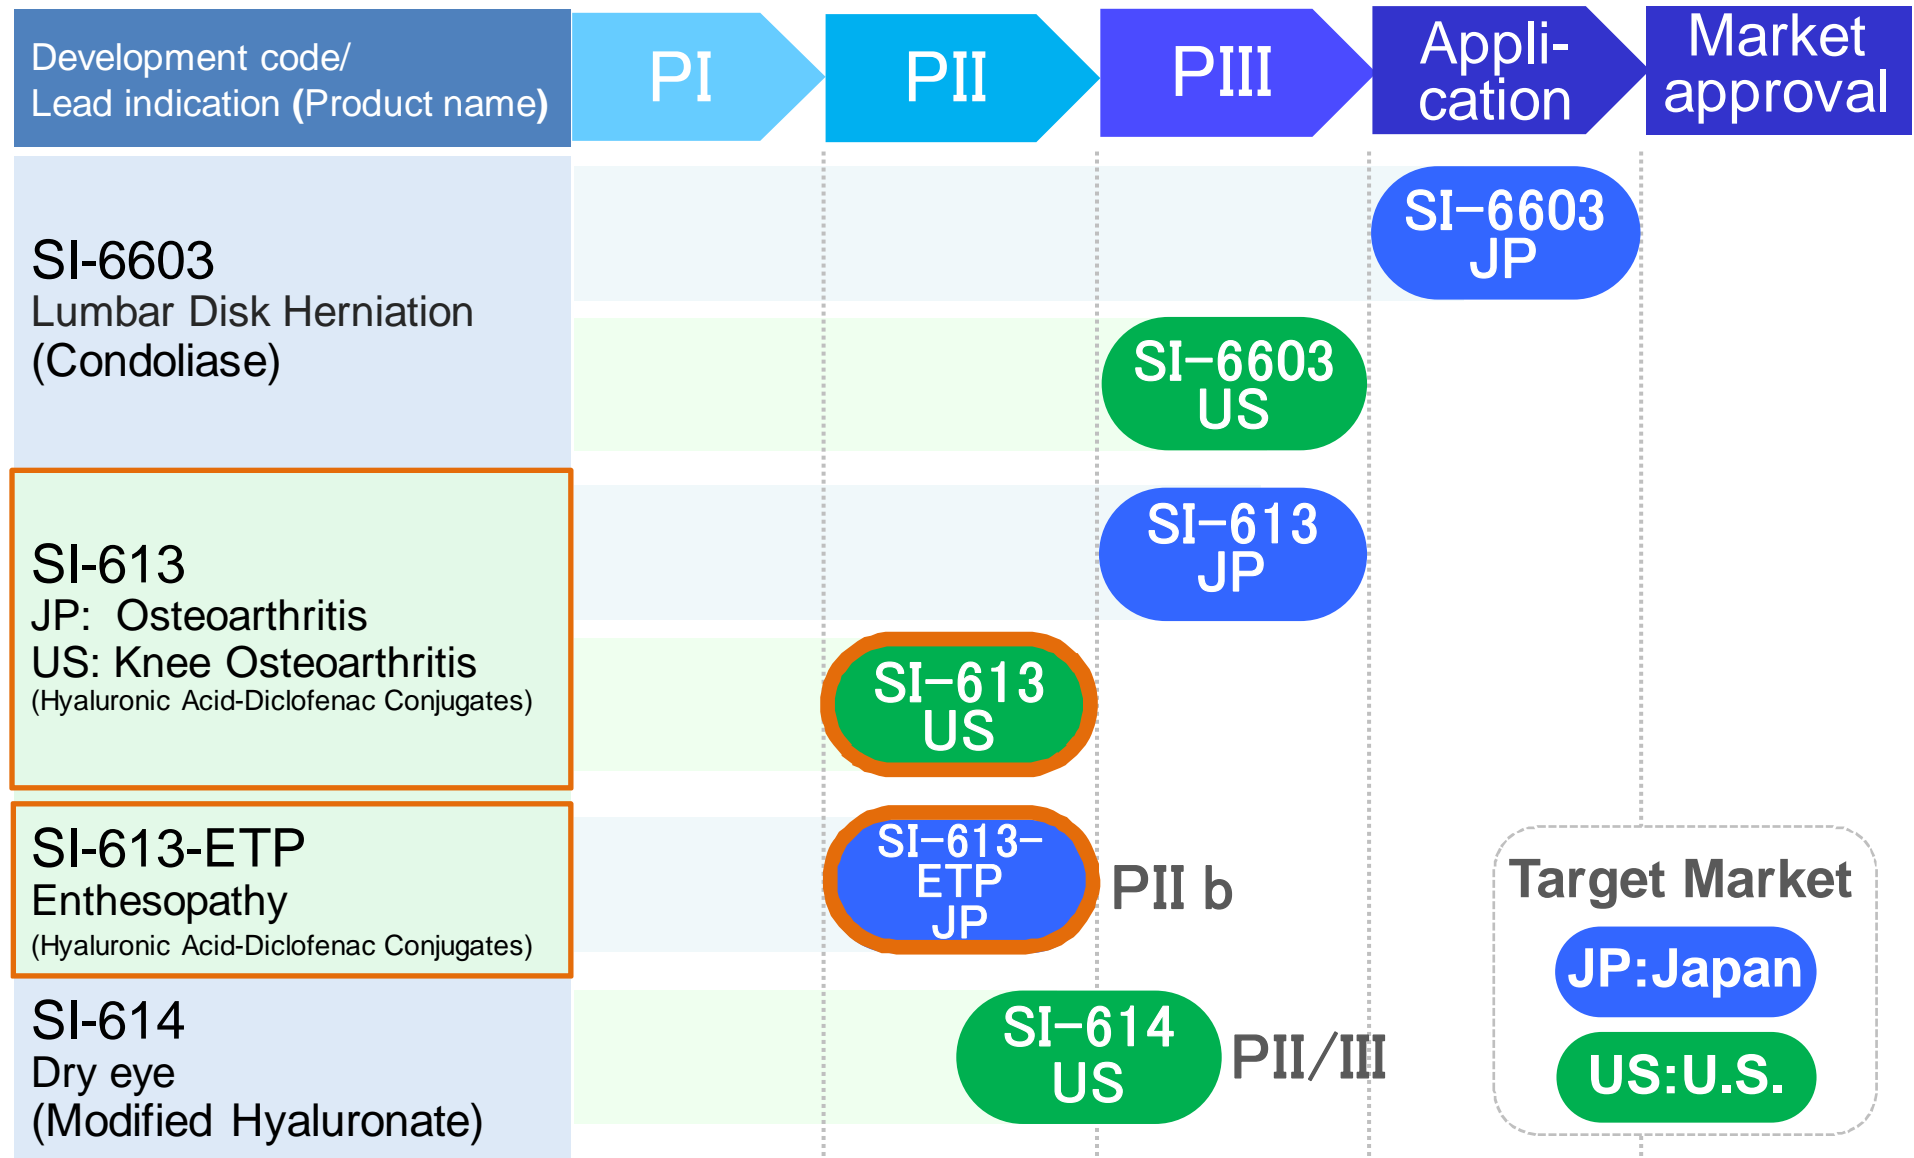 Development code/
Lead indication (Product name)
PI
PII
PIII
Appli-
cation
Market
approval
SI-6603
Lumbar Disk Herniation
(Condoliase)
SI-6603
JP
SI-6603
US
SI-613
JP: Osteoarthritis
US: Knee Osteoarthritis
(Hyaluronic Acid-Diclofenac Conjugates)
SI-613
JP
SI-613
US
SI-613-ETP
Enthesopathy
(Hyaluronic Acid-Diclofenac Conjugates)
SI-613-
ETP
JP
PII b
SI-614
Dry eye
(Modified Hyaluronate)
SI-614
US
PII/III
Target Market
JP:Japan
US:U.S.